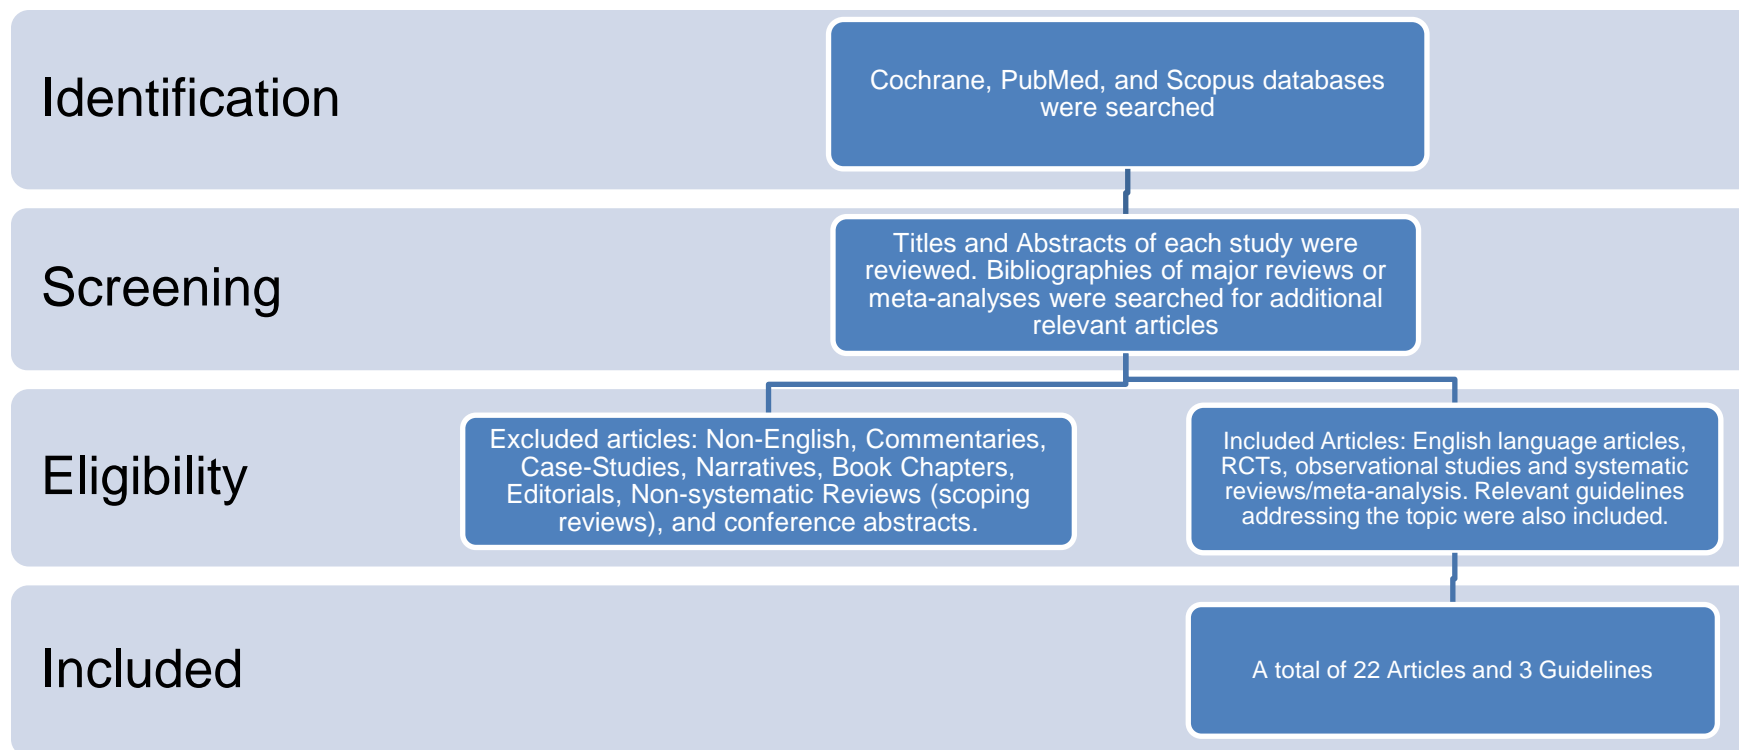 Identification
Cochrane, PubMed, and Scopus databases
were searched
Screening
Titles and Abstracts of each study were
reviewed. Bibliographies of major reviews or
meta-analyses were searched for additional
relevant articles
Eligibility
Excluded articles: Non-English, Commentaries,
Case-Studies, Narratives, Book Chapters,
Editorials, Non-systematic Reviews (scoping
reviews), and conference abstracts.
Included Articles: English language articles,
RCTs, observational studies and systematic
reviews/meta-analysis. Relevant guidelines
addressing the topic were also included.
Included
A total of 22 Articles and 3 Guidelines